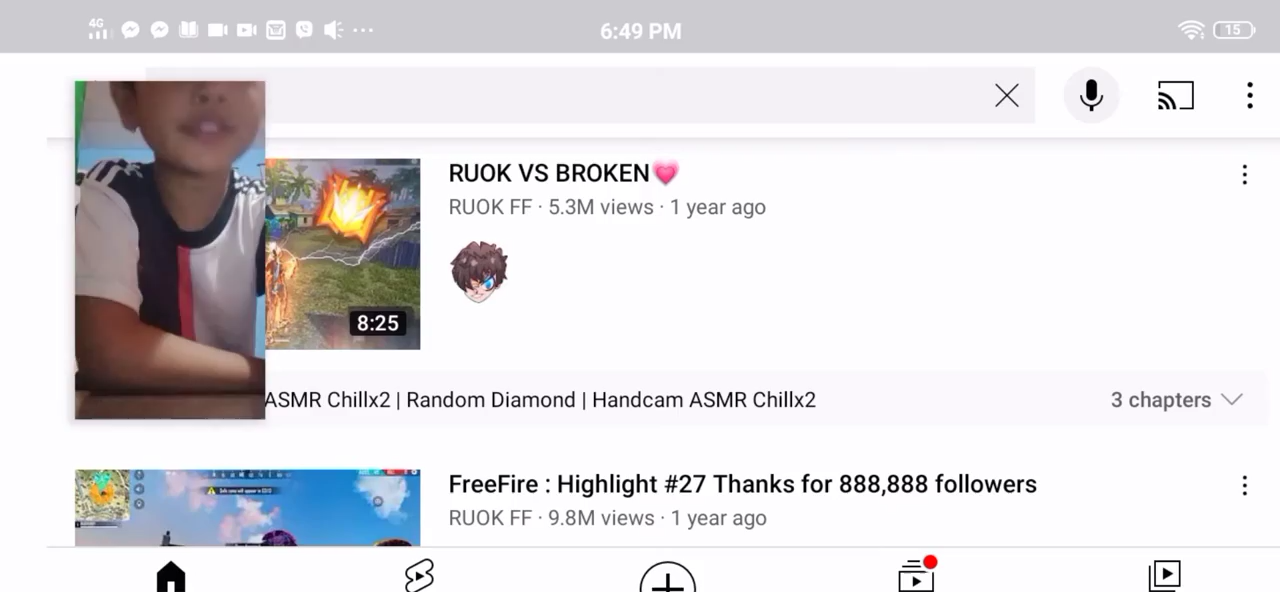 4G
6:49 PM
15
RUOK VS BROKEN💗
RUOK FF · 5.3M views · 1 year ago
8:25
ASMR Chillx2 | Random Diamond | Handcam ASMR Chillx2
3 chapters
FreeFire : Highlight #27 Thanks for 888,888 followers
RUOK FF · 9.8M views · 1 year ago